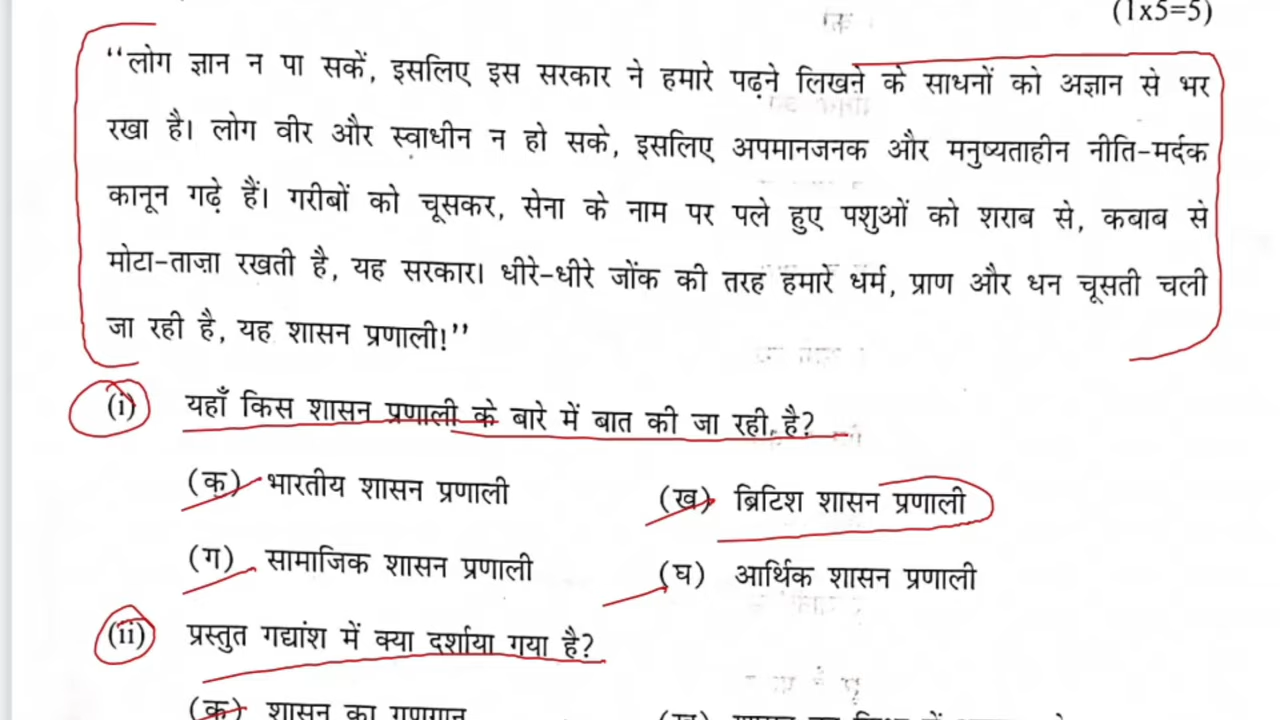 (1x5=5)
“लोग ज्ञान न पा सकें, इसलिए इस सरकार ने हमारे पढ़ने लिखने के साधनों को अज्ञान से भर
रखा है। लोग वीर और स्वाधीन न हो सके, इसलिए अपमानजनक और मनुष्यताहीन नीति-मर्दक
कानून गढ़े हैं। गरीबों को चूसकर, सेना के नाम पर पले हुए पशुओं को शराब से, कबाब से
मोटा-ताज़ा रखती है, यह सरकार। धीरे-धीरे जोंक की तरह हमारे धर्म, प्राण और धन चूसती चली
जा रही है, यह शासन प्रणाली!”
(i) यहाँ किस शासन प्रणाली के बारे में बात की जा रही है?
(क) भारतीय शासन प्रणाली (ख) ब्रिटिश शासन प्रणाली
(ग) सामाजिक शासन प्रणाली (घ) आर्थिक शासन प्रणाली
(ii) प्रस्तुत गद्यांश में क्या दर्शाया गया है?
(क) शासन का गुणगान (ख)